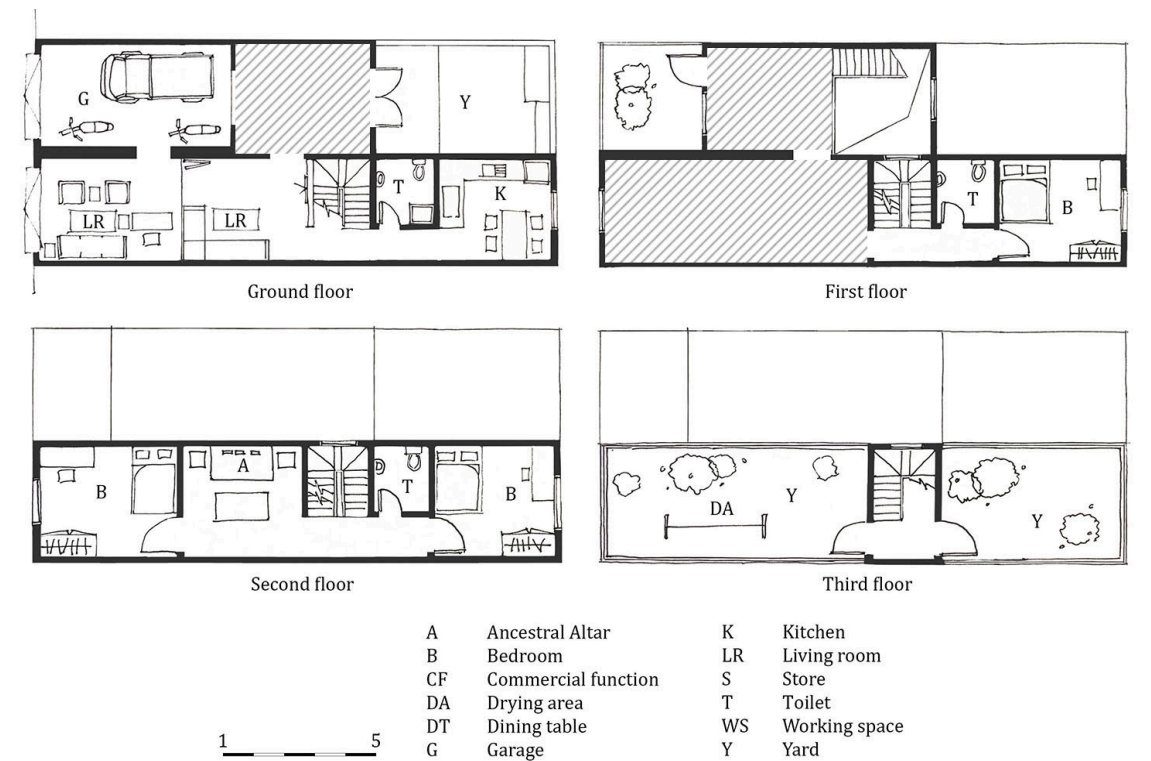 G
Y
LR
LR
T
K
Ground floor
T
B
First floor
B
A
T
B
Second floor
DA
Y
Y
Third floor
A Ancestral Altar
B Bedroom
CF Commercial function
DA Drying area
DT Dining table
G Garage
K Kitchen
LR Living room
S Store
T Toilet
WS Working space
Y Yard
1 5